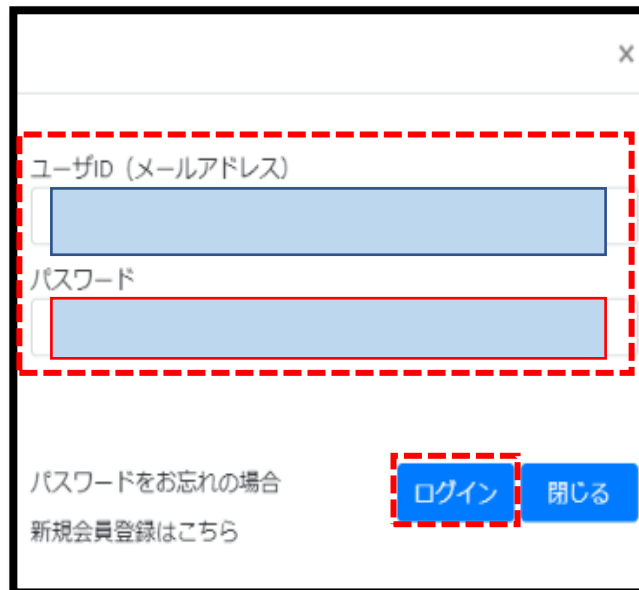 ×
ユーザID（メールアドレス）
パスワード
パスワードをお忘れの場合
ログイン
閉じる
新規会員登録はこちら